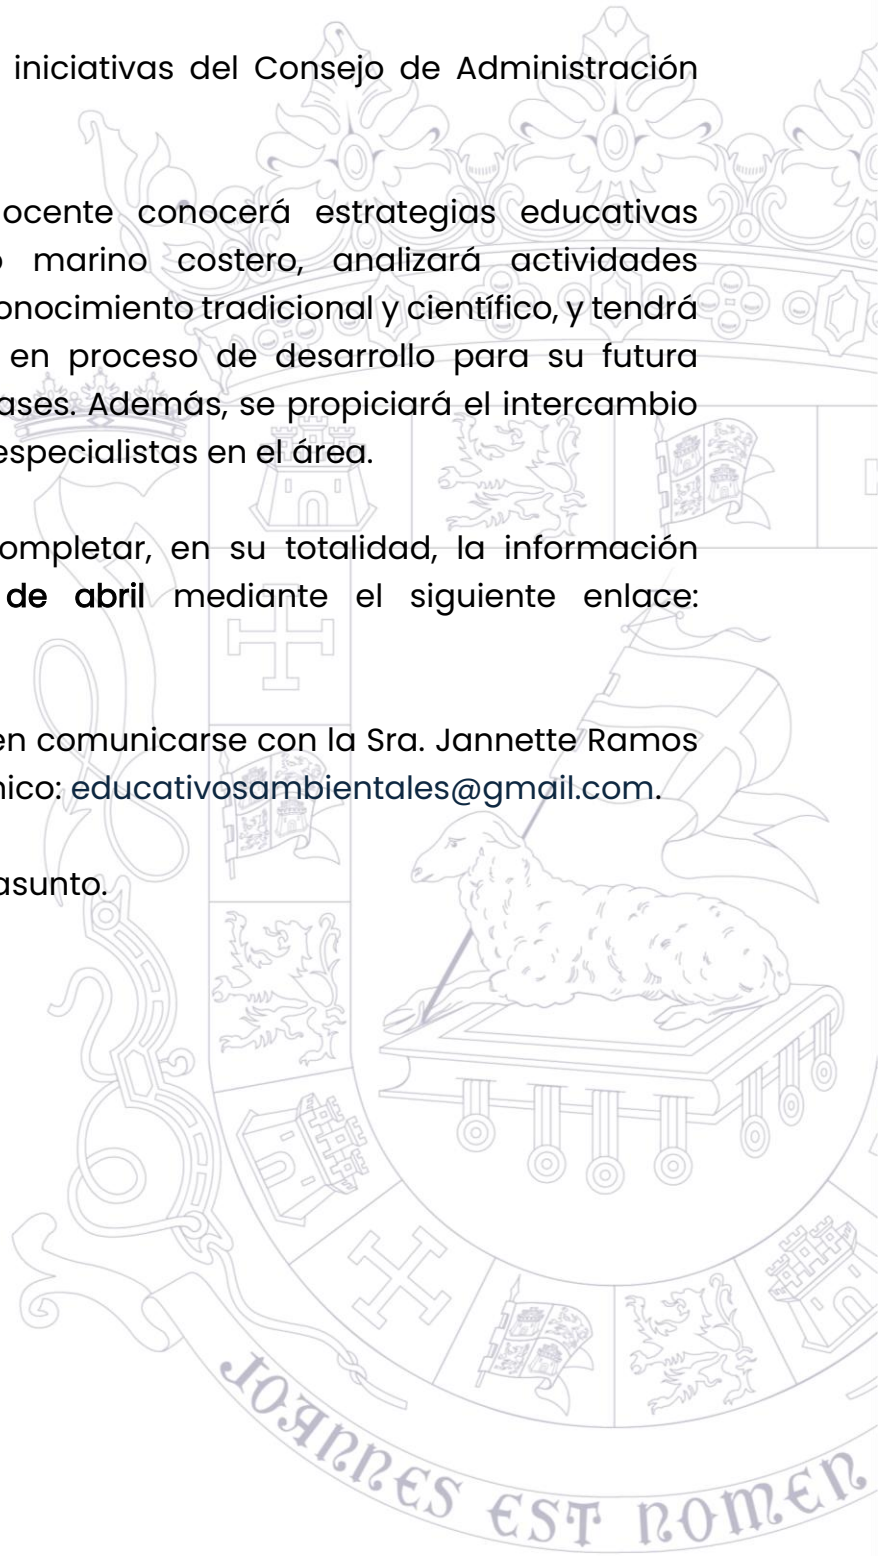 iniciativas del Consejo de Administración
ocente conocerá estrategias educativas
o marino costero, analizará actividades
onocimiento tradicional y científico, y tendrá
en proceso de desarrollo para su futura
ases. Además, se propiciará el intercambio
especialistas en el área.
ompletar, en su totalidad, la información
de abril mediante el siguiente enlace:
en comunicarse con la Sra. Jannette Ramos
nico: educativosambientales@gmail.com.
asunto.
JOANNES EST NOMEN